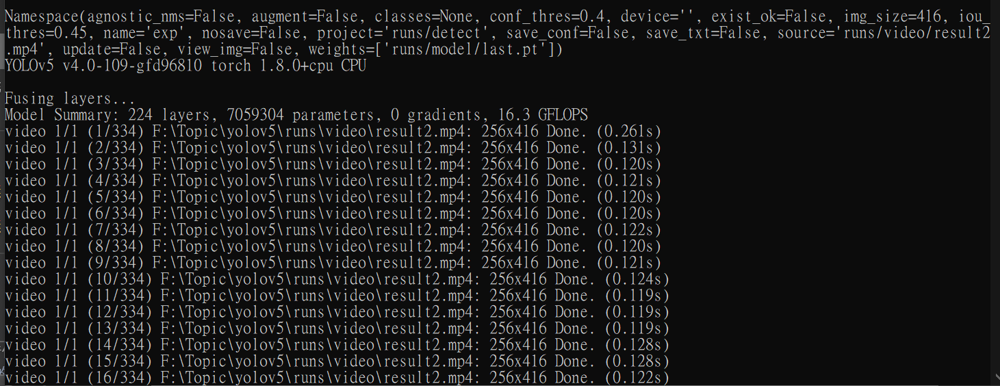 Namespace(agnostic_nms=False, augment=False, classes=None, conf_thres=0.4, device='', exist_ok=False, img_size=416, iou_
thres=0.45, name='exp', nosave=False, project='runs/detect', save_conf=False, save_txt=False, source='runs/video/result2
.mp4', update=False, view_img=False, weights=['runs/model/last.pt'])
YOLOv5 v4.0-109-gfd96810 torch 1.8.0+cpu CPU
Fusing layers...
Model Summary: 224 layers, 7059304 parameters, 0 gradients, 16.3 GFLOPS
video 1/1 (1/334) F:\Topic\yolov5\runs\video\result2.mp4: 256x416 Done. (0.261s)
video 1/1 (2/334) F:\Topic\yolov5\runs\video\result2.mp4: 256x416 Done. (0.131s)
video 1/1 (3/334) F:\Topic\yolov5\runs\video\result2.mp4: 256x416 Done. (0.120s)
video 1/1 (4/334) F:\Topic\yolov5\runs\video\result2.mp4: 256x416 Done. (0.121s)
video 1/1 (5/334) F:\Topic\yolov5\runs\video\result2.mp4: 256x416 Done. (0.120s)
video 1/1 (6/334) F:\Topic\yolov5\runs\video\result2.mp4: 256x416 Done. (0.120s)
video 1/1 (7/334) F:\Topic\yolov5\runs\video\result2.mp4: 256x416 Done. (0.122s)
video 1/1 (8/334) F:\Topic\yolov5\runs\video\result2.mp4: 256x416 Done. (0.120s)
video 1/1 (9/334) F:\Topic\yolov5\runs\video\result2.mp4: 256x416 Done. (0.121s)
video 1/1 (10/334) F:\Topic\yolov5\runs\video\result2.mp4: 256x416 Done. (0.124s)
video 1/1 (11/334) F:\Topic\yolov5\runs\video\result2.mp4: 256x416 Done. (0.119s)
video 1/1 (12/334) F:\Topic\yolov5\runs\video\result2.mp4: 256x416 Done. (0.119s)
video 1/1 (13/334) F:\Topic\yolov5\runs\video\result2.mp4: 256x416 Done. (0.119s)
video 1/1 (14/334) F:\Topic\yolov5\runs\video\result2.mp4: 256x416 Done. (0.128s)
video 1/1 (15/334) F:\Topic\yolov5\runs\video\result2.mp4: 256x416 Done. (0.128s)
video 1/1 (16/334) F:\Topic\yolov5\runs\video\result2.mp4: 256x416 Done. (0.122s)